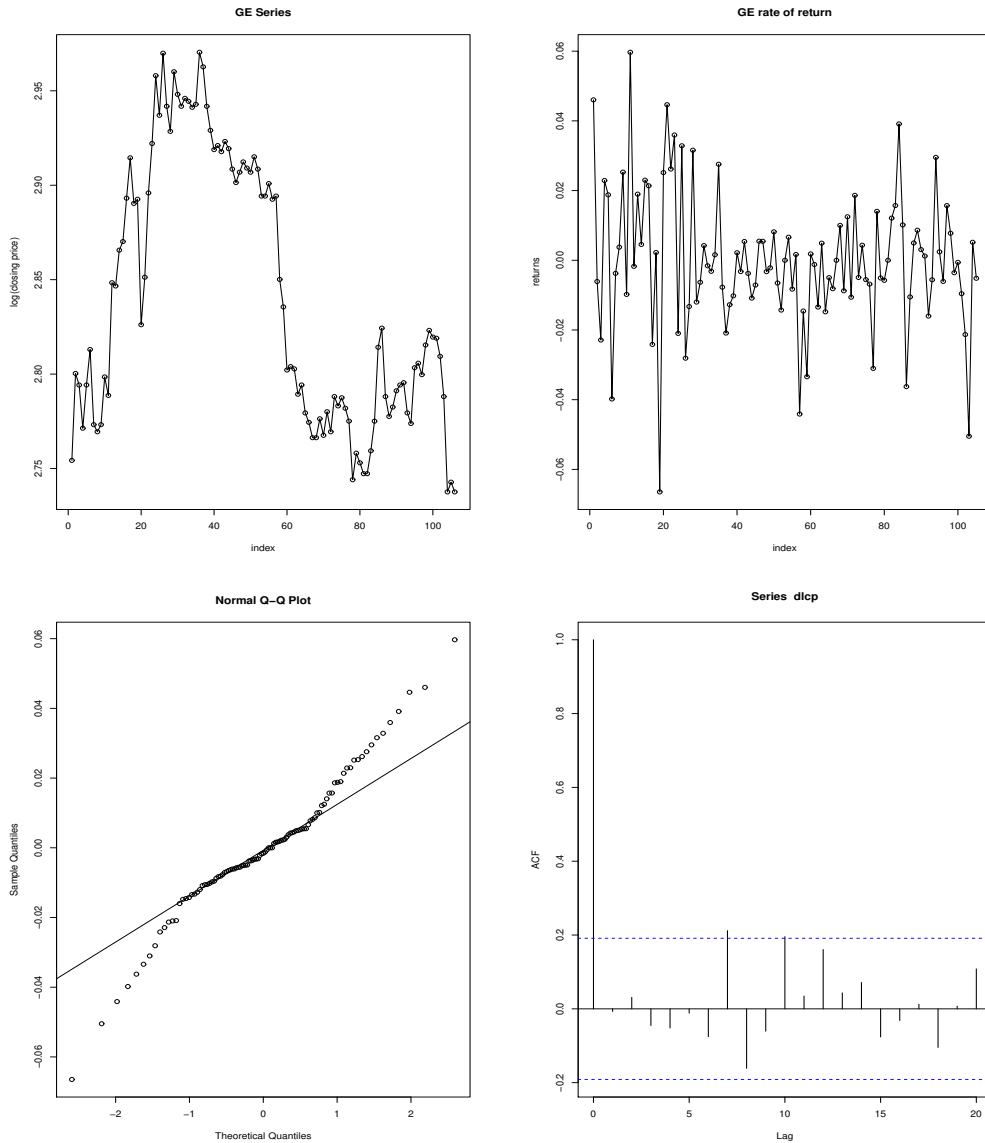 GE Series
log(closing price)
2.75 2.80 2.85 2.90 2.95
0 20 40 60 80 100
index
GE rate of return
returns
−0.06 −0.04 −0.02 0.00 0.02 0.04 0.06
0 20 40 60 80 100
index
Normal Q−Q Plot
Sample Quantiles
−0.06 −0.04 −0.02 0.00 0.02 0.04 0.06
−2 −1 0 1 2
Theoretical Quantiles
Series dlcp
ACF
−0.2 0.0 0.2 0.4 0.6 0.8 1.0
0 5 10 15 20
Lag